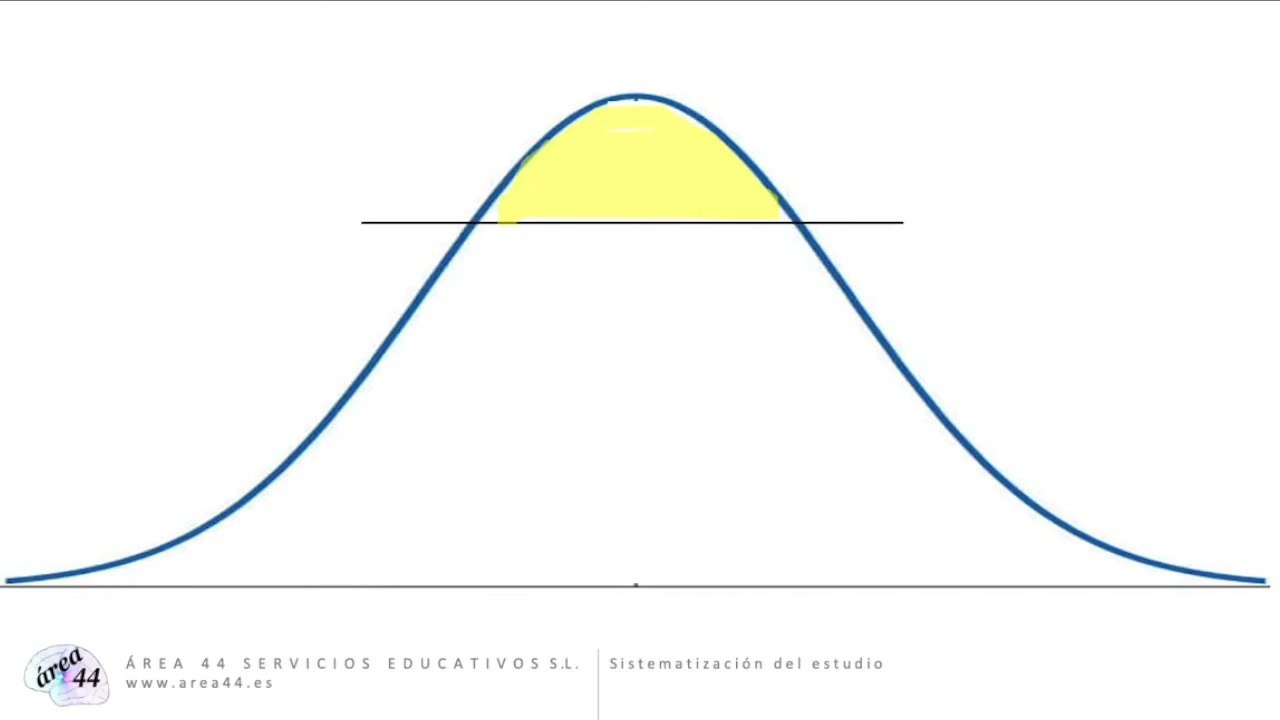 área
44
ÁREA 44 SERVICIOS EDUCATIVOS S.L.
www.area44.es
Sistematización del estudio